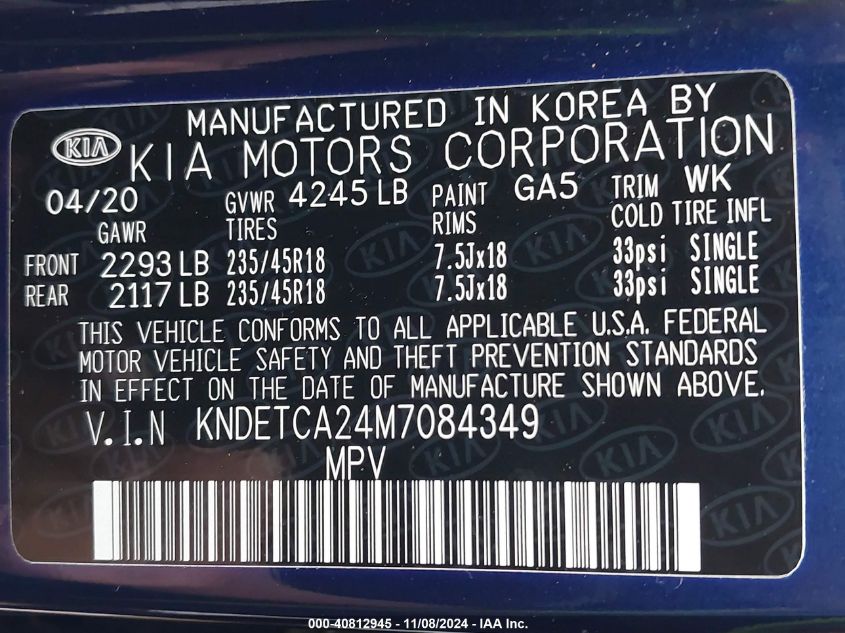 MANUFACTURED IN KOREA BY
KIA KIA MOTORS CORPORATION
04/20 GVWR 4245 LB PAINT GA5 TRIM WK
GAWR TIRES RIMS COLD TIRE INFL
FRONT 2293 LB 235/45R18 7.5Jx18 33psi SINGLE
REAR 2117 LB 235/45R18 7.5Jx18 33psi SINGLE
THIS VEHICLE CONFORMS TO ALL APPLICABLE U.S.A. FEDERAL
MOTOR VEHICLE SAFETY AND THEFT PREVENTION STANDARDS
IN EFFECT ON THE DATE OF MANUFACTURE SHOWN ABOVE.
V.I.N KNDETCA24M7084349
MPV
000-40812945 - 11/08/2024 - IAA Inc.